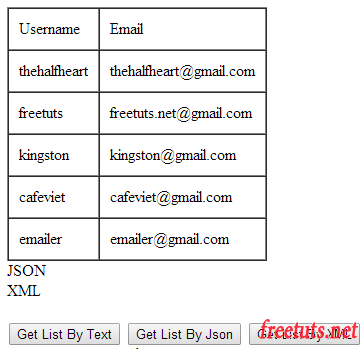 Username Email
thehalfheart thehalfheart@gmail.com
freetuts freetuts.net@gmail.com
kingston kingston@gmail.com
cafeviet cafeviet@gmail.com
emailer emailer@gmail.com
JSON
XML
Get List By Text Get List By Json Get List By XML
freetuts.net